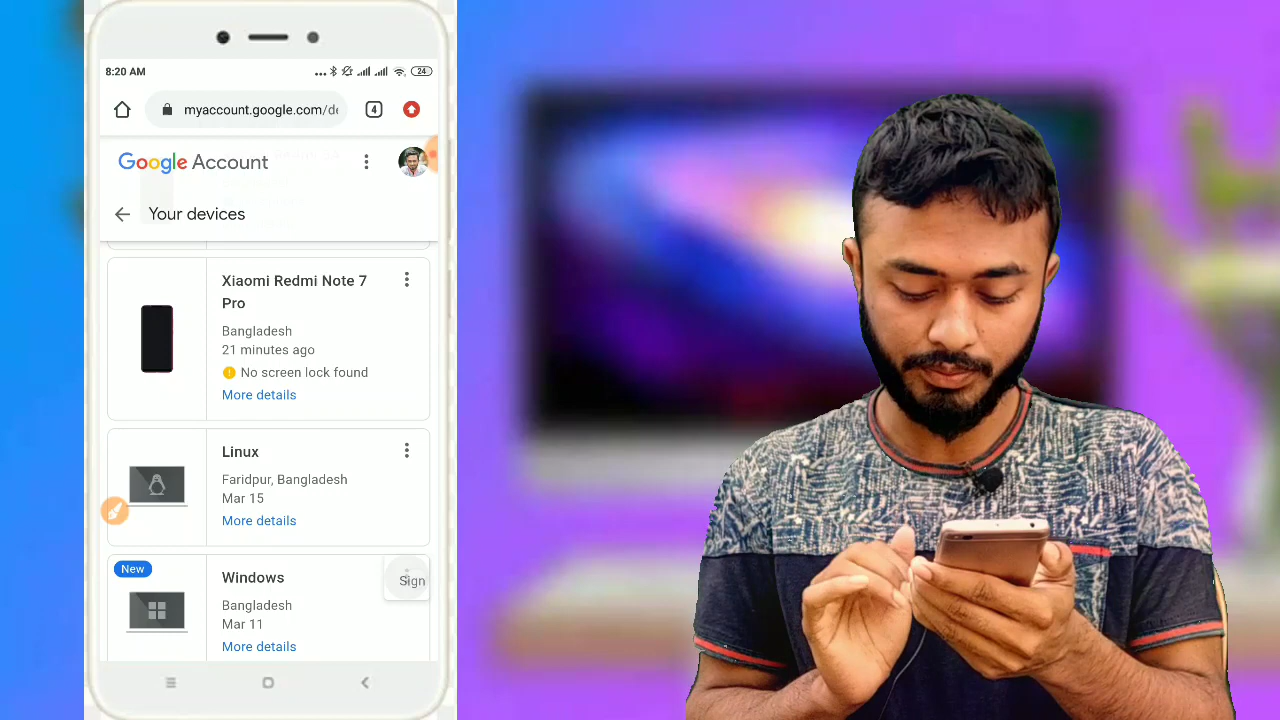 8:20 AM
24
myaccount.google.com/de
4
Google Account
Your devices
Xiaomi Redmi Note 7
Pro
Bangladesh
21 minutes ago
No screen lock found
More details
Linux
Faridpur, Bangladesh
Mar 15
More details
New
Windows
Sign
Bangladesh
Mar 11
More details